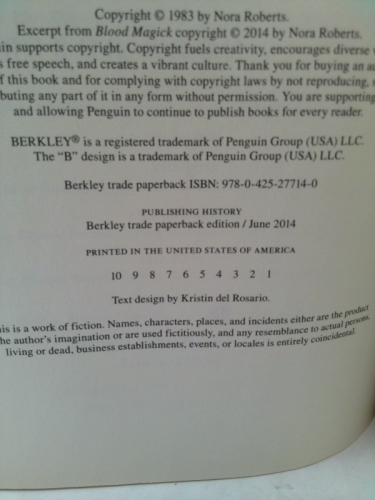 Copyright © 1983 by Nora Roberts.
Excerpt from Blood Magick copyright © 2014 by Nora Roberts.
in supports copyright. Copyright fuels creativity, encourages diverse
s free speech, and creates a vibrant culture. Thank you for buying an au
f this book and for complying with copyright laws by not reproducing, s
buting any part of it in any form without permission. You are supporting
and allowing Penguin to continue to publish books for every reader.
BERKLEY® is a registered trademark of Penguin Group (USA) LLC.
The "B" design is a trademark of Penguin Group (USA) LLC.
Berkley trade paperback ISBN: 978-0-425-27714-0
PUBLISHING HISTORY
Berkley trade paperback edition / June 2014
PRINTED IN THE UNITED STATES OF AMERICA
10 9 8 7 6 5 4 3 2 1
Text design by Kristin del Rosario.
his is a work of fiction. Names, characters, places, and incidents either are the product
he author's imagination or are used fictitiously, and any resemblance to actual persons,
living or dead, business establishments, events, or locales is entirely coincidental.